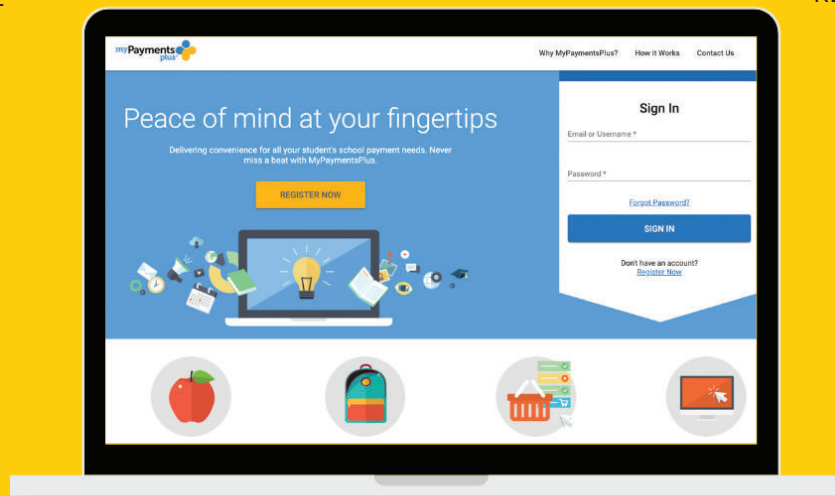 myPayments
plus
Why MyPaymentsPlus? How it Works Contact Us
Peace of mind at your fingertips
Delivering convenience for all your student's school payment needs. Never
miss a beat with MyPaymentsPlus.
REGISTER NOW
Sign In
Email or Username *
Password *
Forgot Password?
SIGN IN
Don't have an account?
Register Now